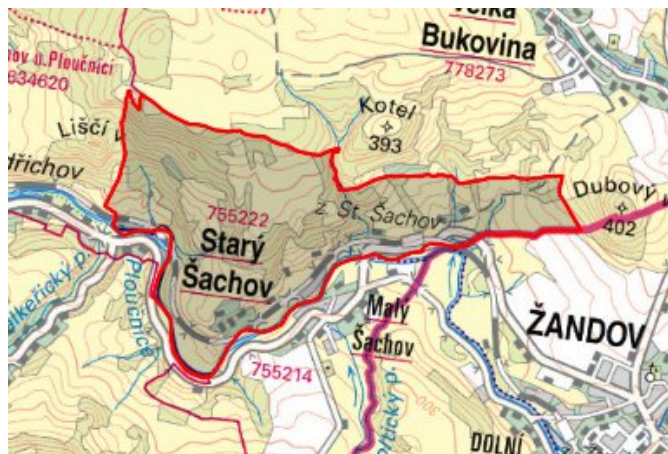 Bukovina
778273
u.Ploučnicí
834620
Kotel
393
Liščí
Dubový
402
755222
z. St. Šachov
Starý
Šachov
Ploučnice
Malý
Šachov
ŽANDOV
755214
300
DOLNÍ